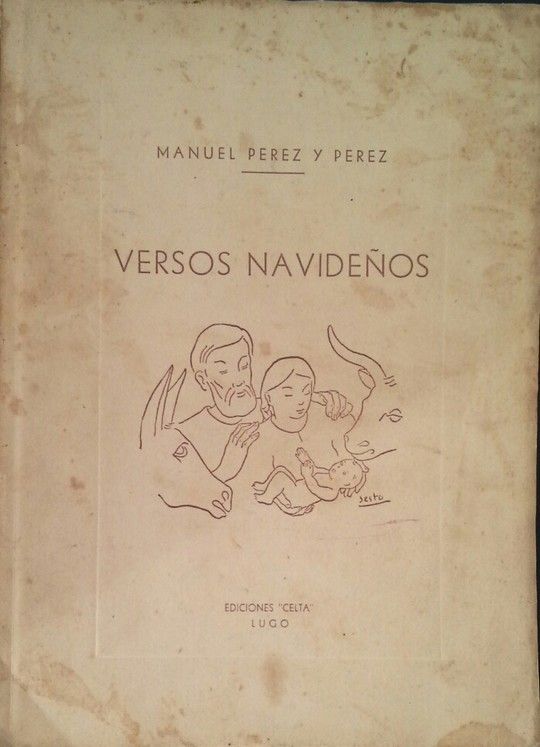 MANUEL PEREZ Y PEREZ
VERSOS NAVIDEÑOS
sesto
EDICIONES "CELTA"
LUGO